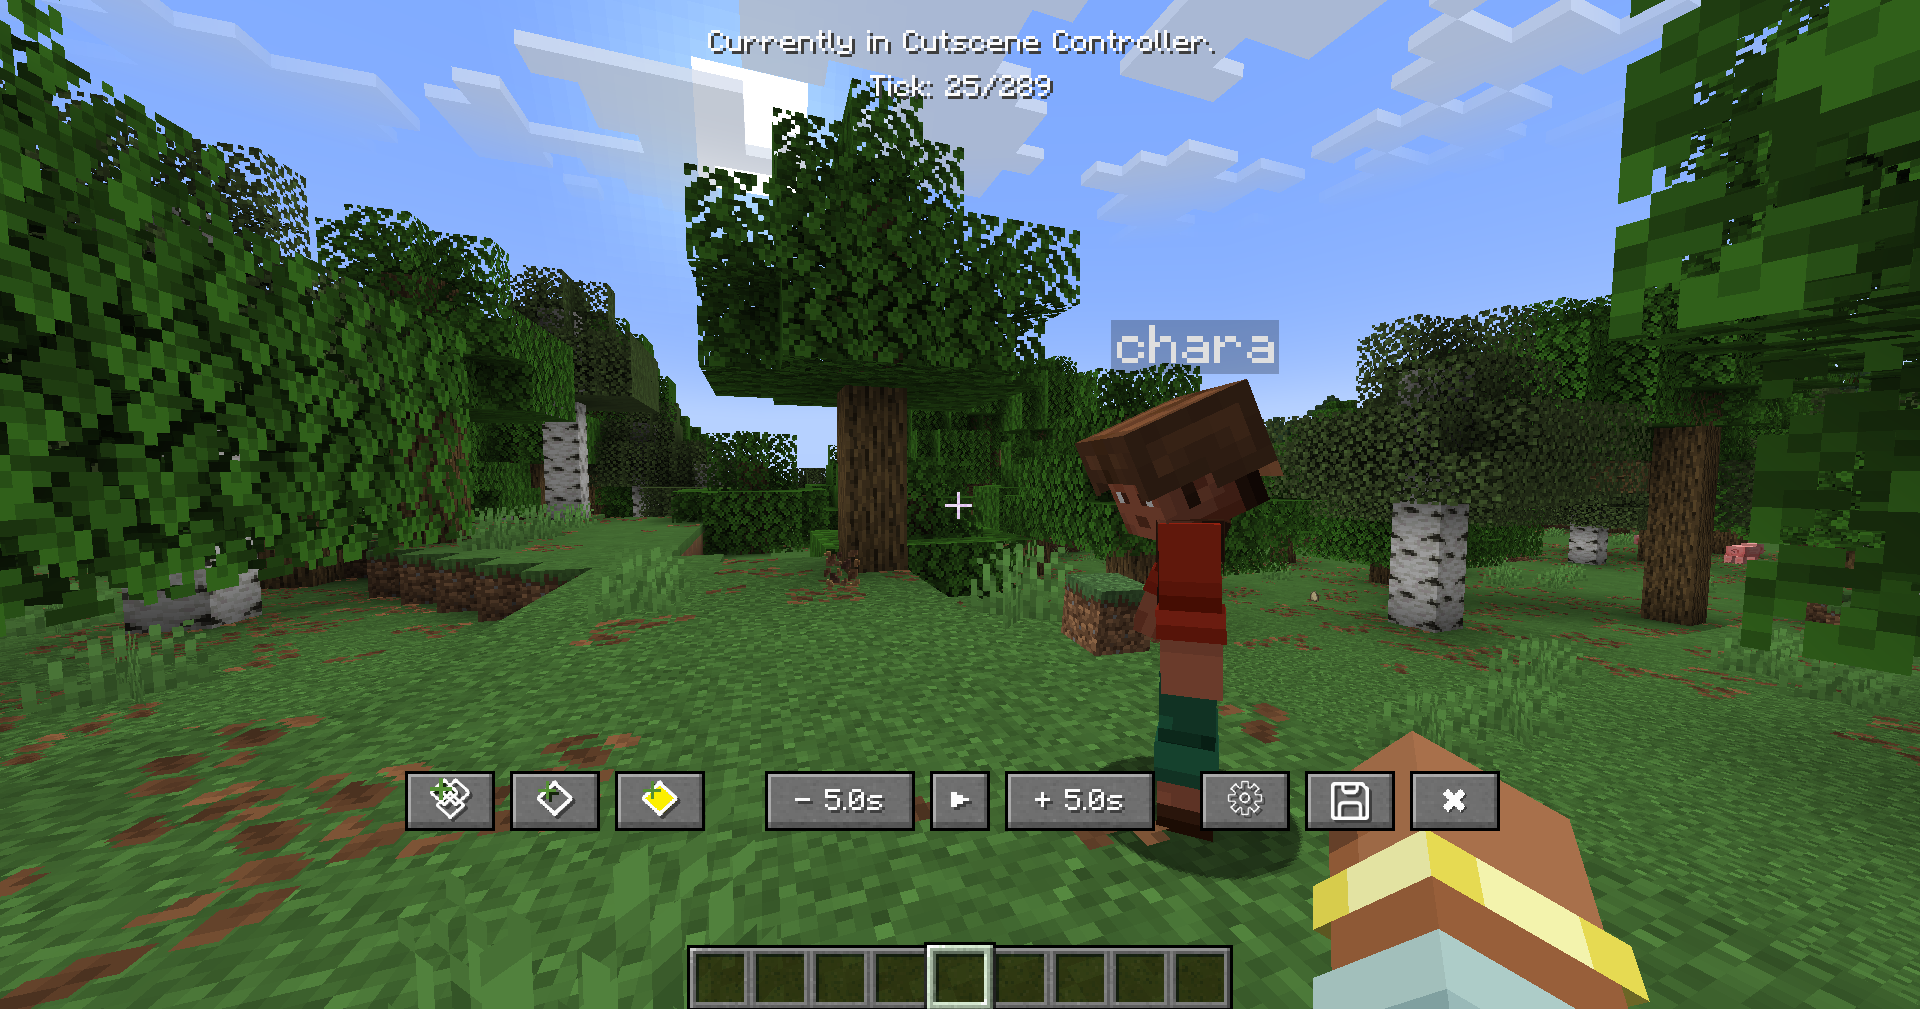 Currently in Cutscene Controller.
Tick: 25/289
chara
- 5.0s
+ 5.0s